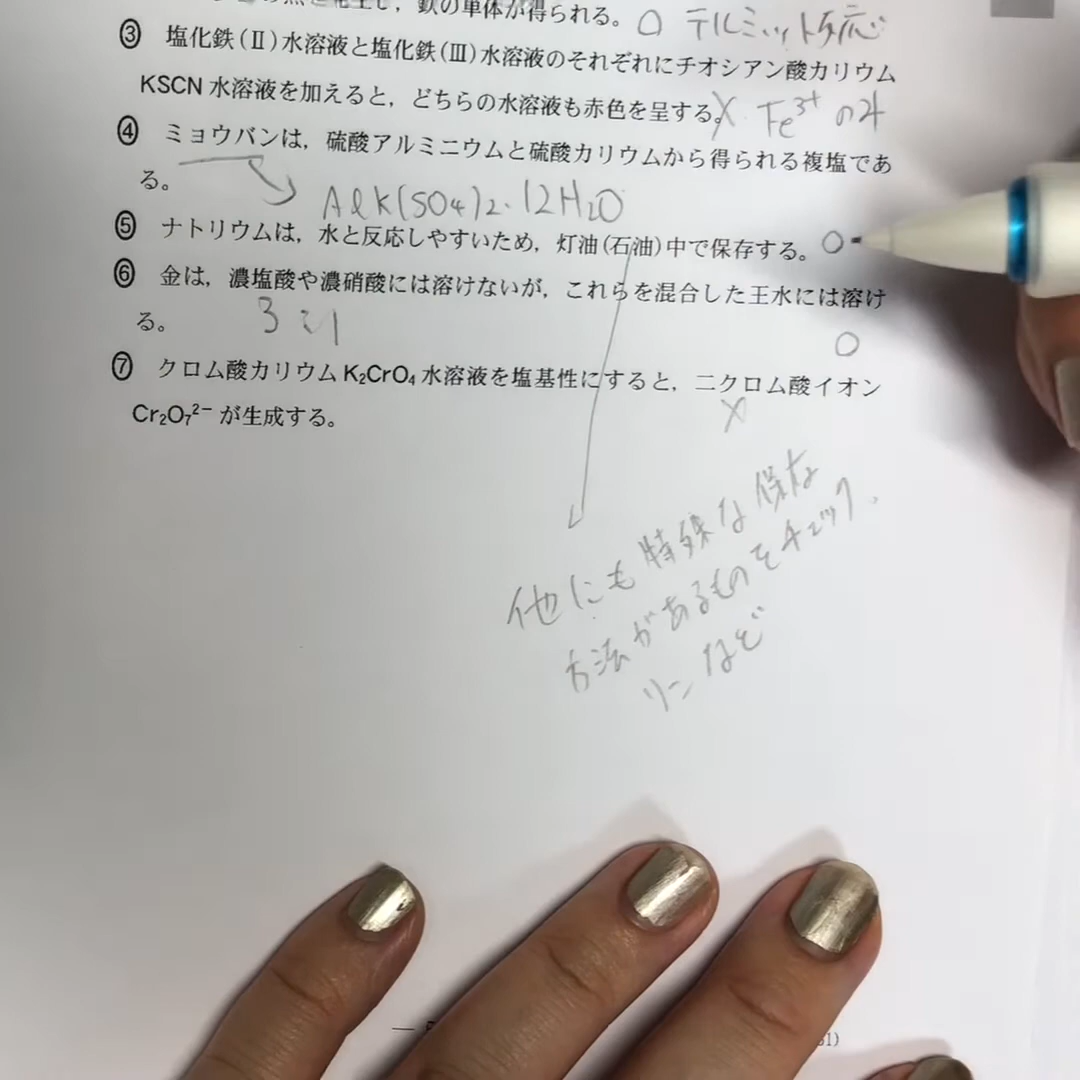 し，鉄の単体が得られる。 ○ テルミット反応
③ 塩化鉄(Ⅱ)水溶液と塩化鉄(Ⅲ)水溶液のそれぞれにチオシアン酸カリウム
KSCN 水溶液を加えると，どちらの水溶液も赤色を呈する。 × Fe³⁺ のみ
④ ミョウバンは，硫酸アルミニウムと硫酸カリウムから得られる複塩であ
る。
AlK(SO4)2・12H2O
⑤ ナトリウムは，水と反応しやすいため，灯油(石油)中で保存する。 ○
⑥ 金は，濃塩酸や濃硝酸には溶けないが，これらを混合した王水には溶け
る。 ○
3:1
⑦ クロム酸カリウム K₂CrO₄ 水溶液を塩基性にすると，二クロム酸イオン
Cr₂O₇²⁻ が生成する。 ×
他にも特殊な保存
方法があるものをチェック.
リンなど